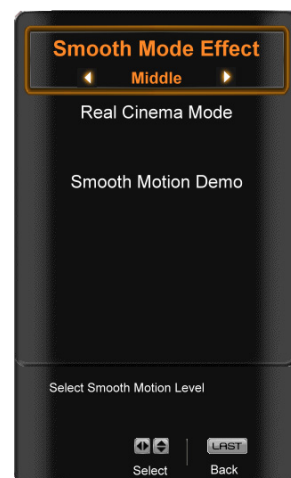 Smooth Mode Effect
Middle
Real Cinema Mode
Smooth Motion Demo
Select Smooth Motion Level
LAST
Select
Back